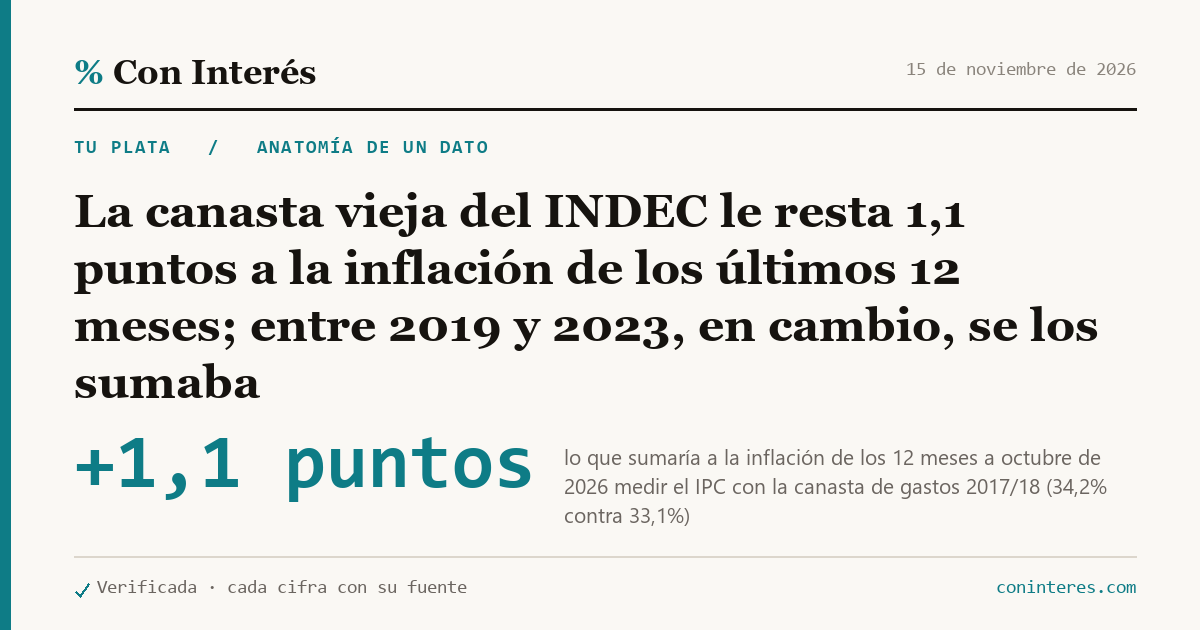 % Con Interés
15 de noviembre de 2026
TU PLATA / ANATOMÍA DE UN DATO
La canasta vieja del INDEC le resta 1,1
puntos a la inflación de los últimos 12
meses; entre 2019 y 2023, en cambio, se los
sumaba
+1,1 puntos
lo que sumaría a la inflación de los 12 meses a octubre de
2026 medir el IPC con la canasta de gastos 2017/18 (34,2%
contra 33,1%)
Verificada · cada cifra con su fuente
coninteres.com